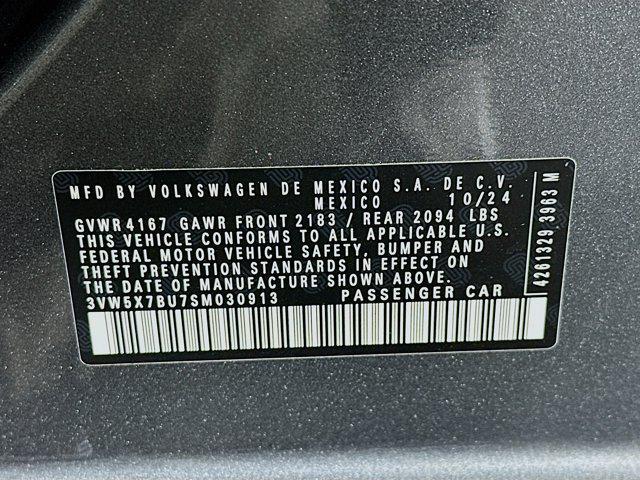 MFD BY VOLKSWAGEN DE MEXICO S.A. DE C.V.
MEXICO 10/24
GVWR 4167 GAWR FRONT 2183 / REAR 2094 LBS
THIS VEHICLE CONFORMS TO ALL APPLICABLE U.S.
FEDERAL MOTOR VEHICLE SAFETY, BUMPER AND
THEFT PREVENTION STANDARDS IN EFFECT ON
THE DATE OF MANUFACTURE SHOWN ABOVE.
3VW5X7BU7SM030913 PASSENGER CAR
4261329 3963 M